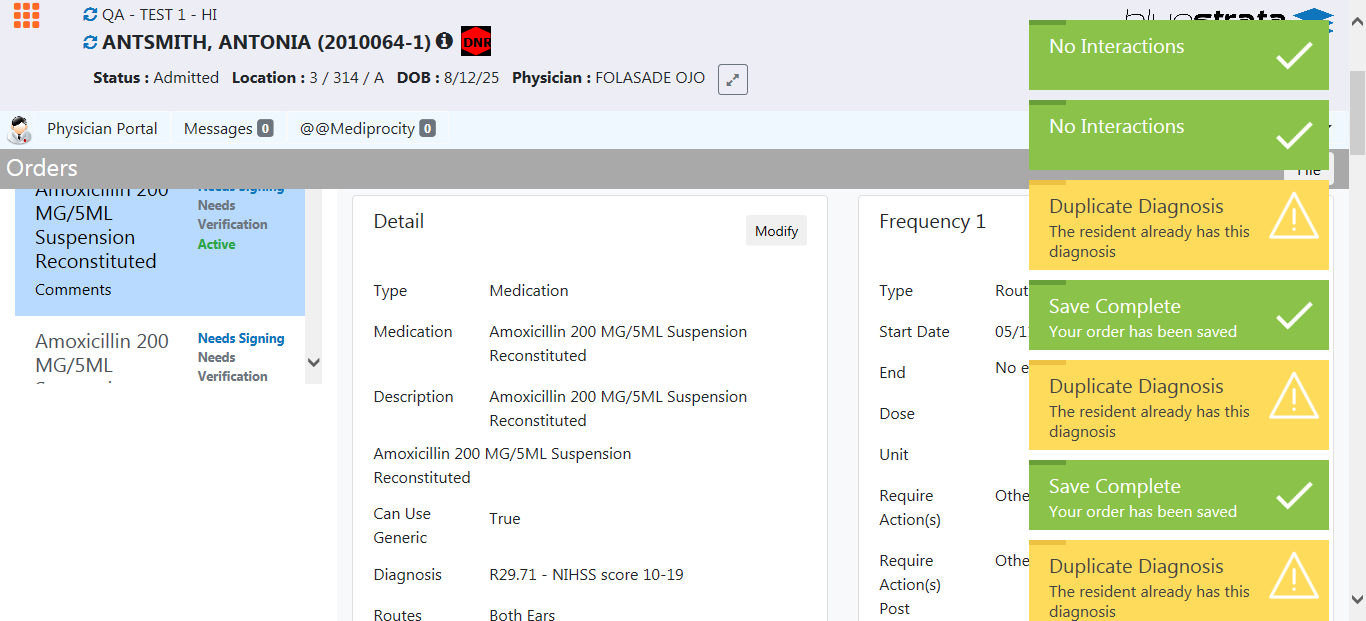 QA - TEST 1 - HI
ANTSMITH, ANTONIA (2010064-1)
DNR
Status : Admitted Location : 3 / 314 / A DOB : 8/12/25 Physician : FOLASADE OJO
bluestrata
Physician Portal
Messages 0
@@Mediprocity 0
Orders
File
Amoxicillin 200
MG/5ML
Suspension
Reconstituted
Comments
Needs Signing
Needs
Verification
Active
Amoxicillin 200
MG/5ML
Needs Signing
Needs
Verification
Detail
Modify
Type Medication
Medication Amoxicillin 200 MG/5ML Suspension
Reconstituted
Description Amoxicillin 200 MG/5ML Suspension
Reconstituted
Amoxicillin 200 MG/5ML Suspension
Reconstituted
Can Use
Generic
True
Diagnosis R29.71 - NIHSS score 10-19
Routes Both Ears
Frequency 1
Type Rout
Start Date 05/1
End No e
Dose
Unit
Require
Action(s)
Othe
Require
Action(s)
Post
Othe
No Interactions
No Interactions
Duplicate Diagnosis
The resident already has this
diagnosis
Save Complete
Your order has been saved
Duplicate Diagnosis
The resident already has this
diagnosis
Save Complete
Your order has been saved
Duplicate Diagnosis
The resident already has this
diagnosis